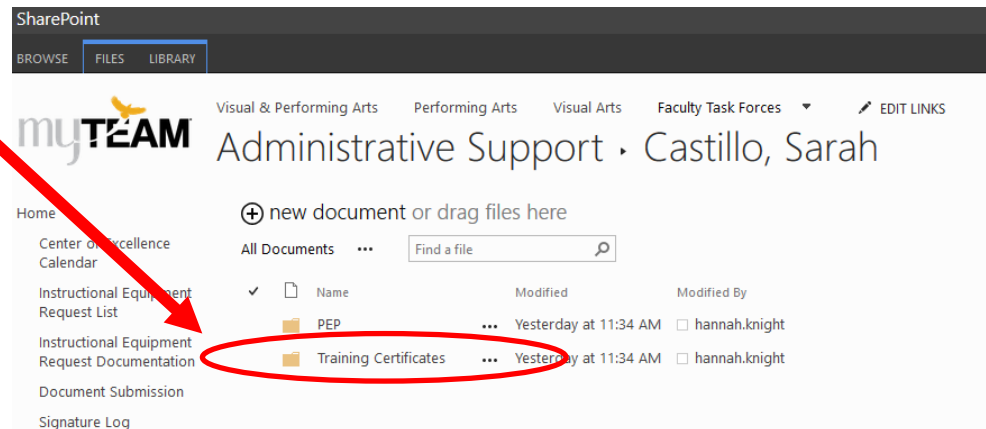 SharePoint
BROWSE FILES LIBRARY
myTEAM
Visual & Performing Arts Performing Arts Visual Arts Faculty Task Forces EDIT LINKS
Administrative Support Castillo, Sarah
Home
Center of Excellence
Calendar
Instructional Equipment
Request List
Instructional Equipment
Request Documentation
Document Submission
Signature Log
new document or drag files here
All Documents ••• Find a file
Name Modified Modified By
PEP ••• Yesterday at 11:34 AM hannah.knight
Training Certificates ••• Yesterday at 11:34 AM hannah.knight